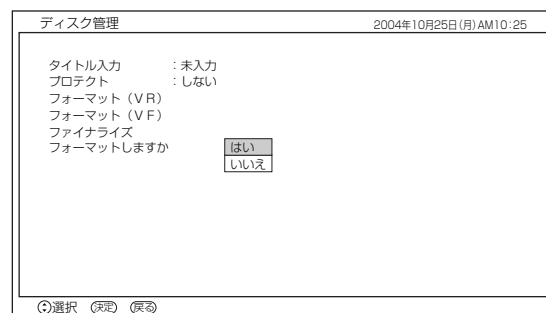 ディスク管理 2004年10月25日(月)AM10:25
タイトル入力 :未入力
プロテクト :しない
フォーマット(VR)
フォーマット(VF)
ファイナライズ
フォーマットしますか はい
いいえ
選択 決定 戻る